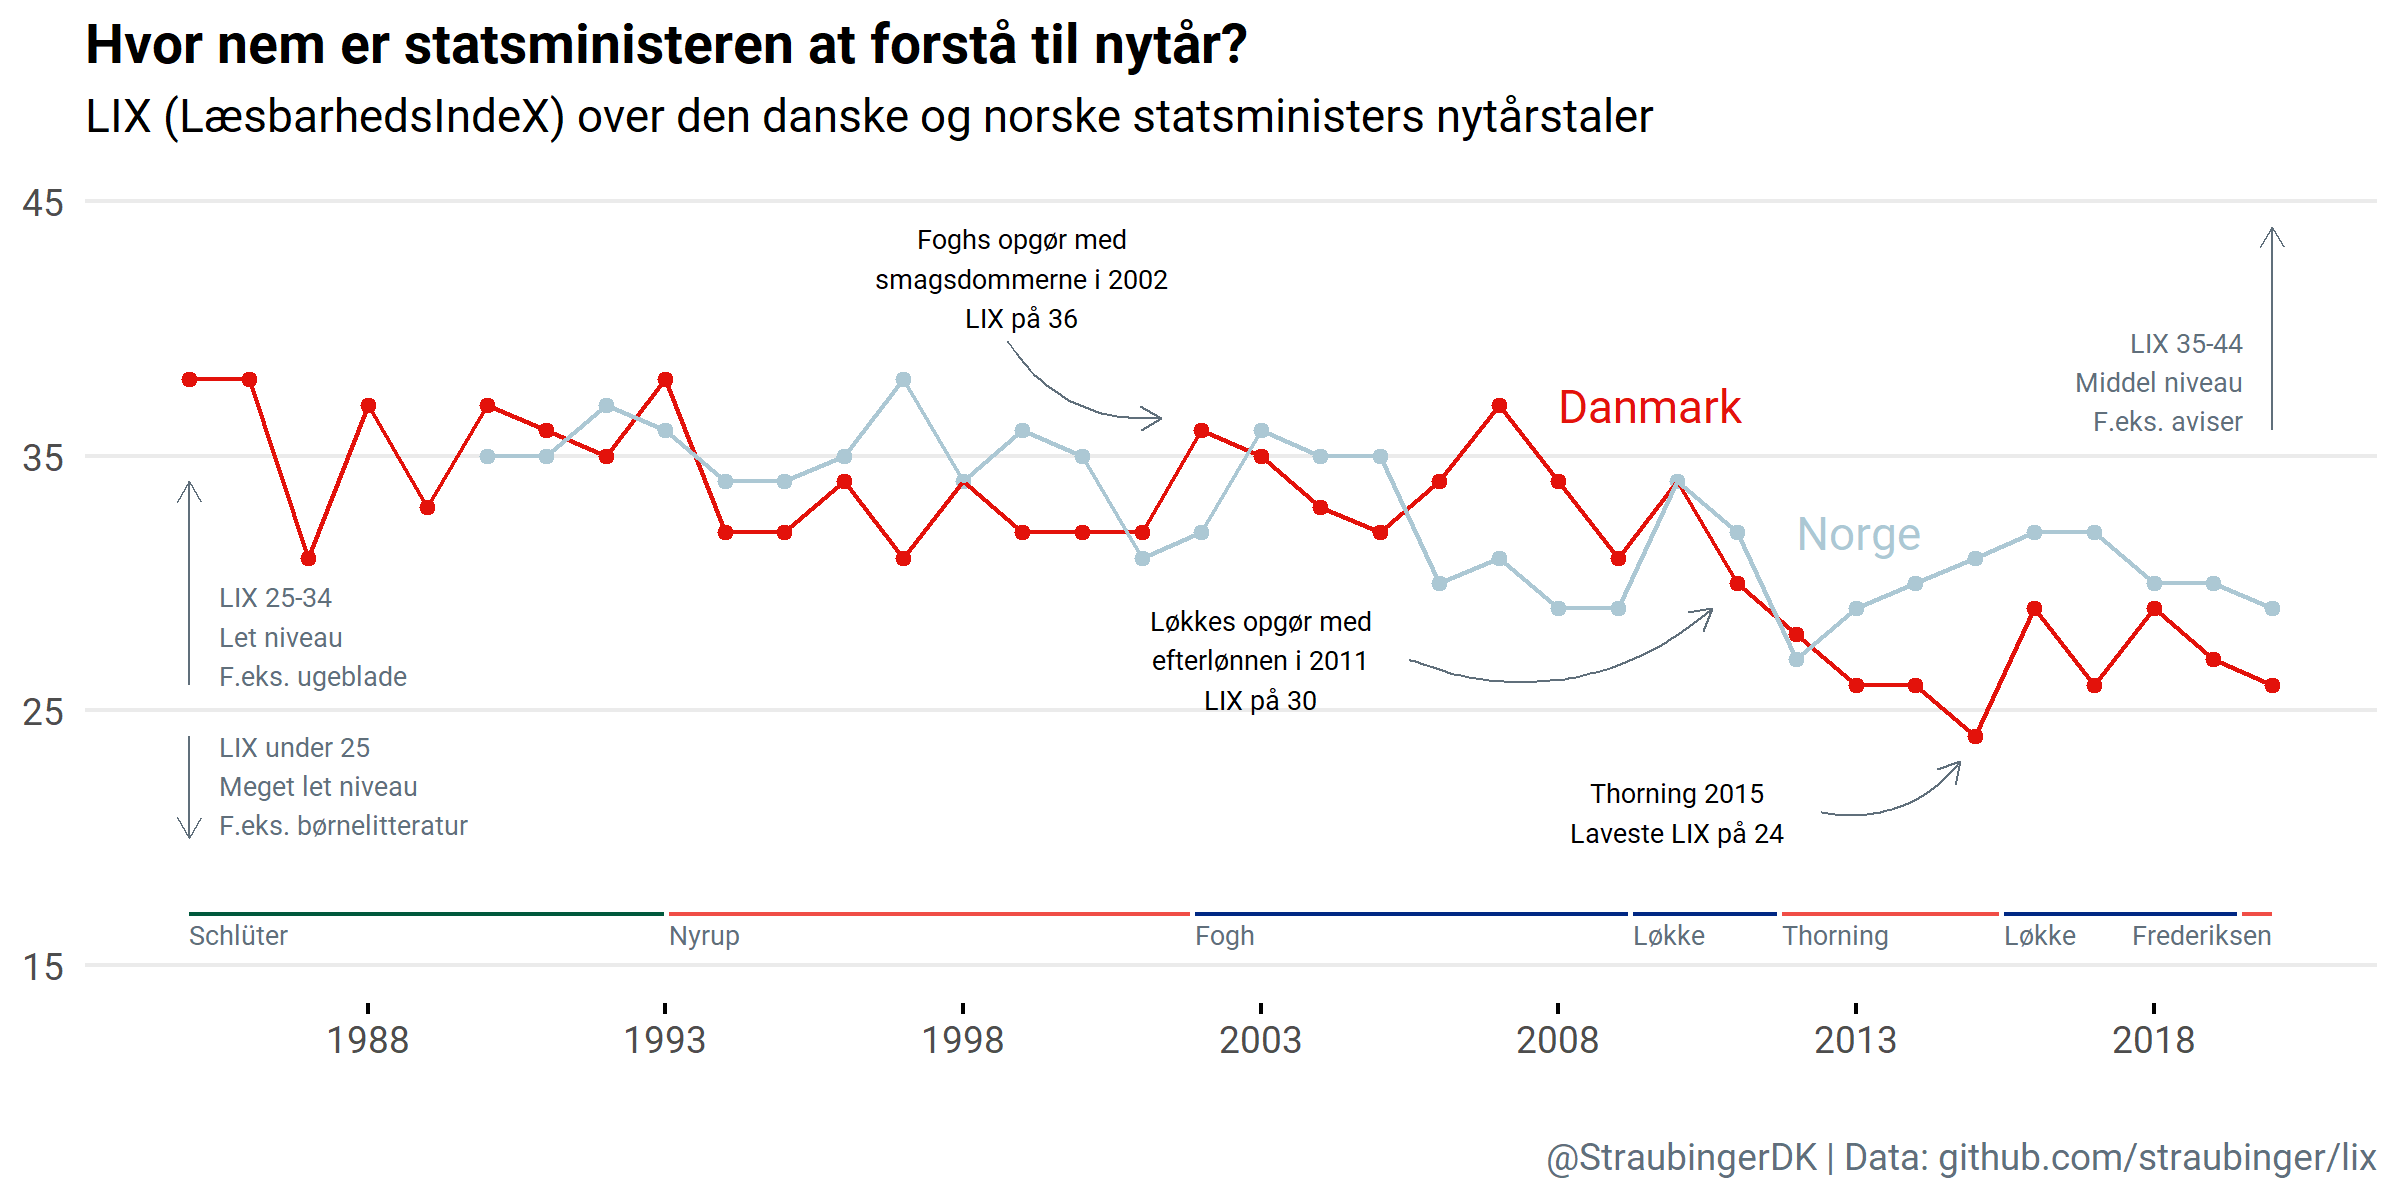 Hvor nem er statsministeren at forstå til nytår?
LIX (LæsbarhedsIndeX) over den danske og norske statsministers nytårstaler
45
35
25
15
Foghs opgør med
smagsdommerne i 2002
LIX på 36
LIX 35-44
Middel niveau
F.eks. aviser
Danmark
Norge
LIX 25-34
Let niveau
F.eks. ugeblade
Løkkes opgør med
efterlønnen i 2011
LIX på 30
LIX under 25
Meget let niveau
F.eks. børnelitteratur
Thorning 2015
Laveste LIX på 24
Schlüter
Nyrup
Fogh
Løkke
Thorning
Løkke
Frederiksen
1988
1993
1998
2003
2008
2013
2018
@StraubingerDK | Data: github.com/straubinger/lix